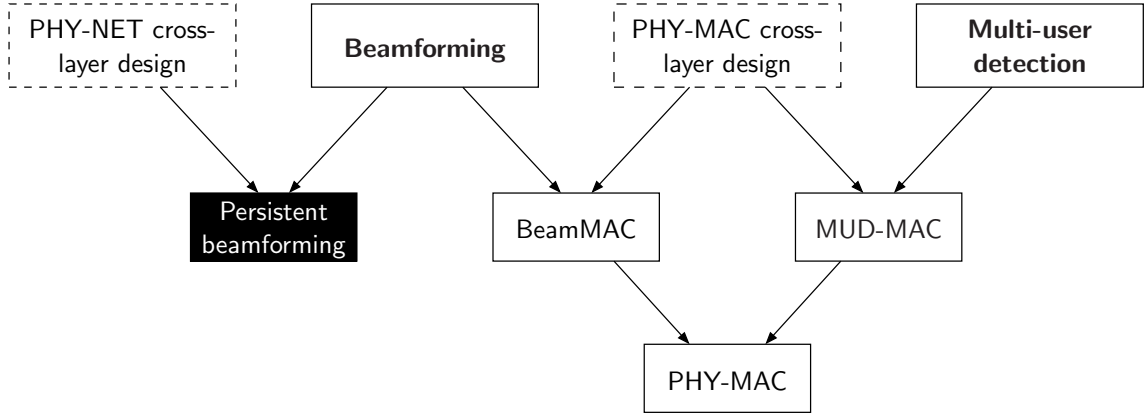 PHY-NET cross-
layer design
Beamforming
PHY-MAC cross-
layer design
Multi-user
detection
Persistent
beamforming
BeamMAC
MUD-MAC
PHY-MAC